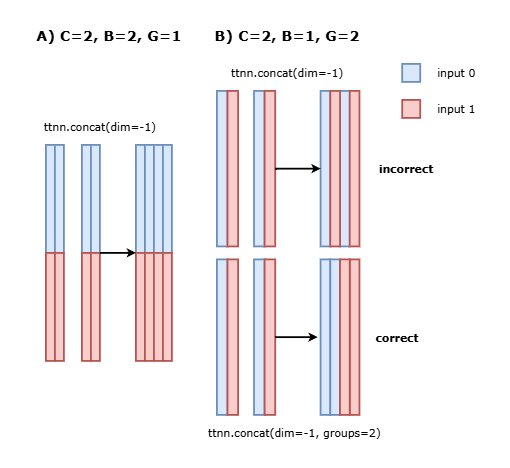 A) C=2, B=2, G=1
B) C=2, B=1, G=2
ttnn.concat(dim=-1)
input 0
input 1
ttnn.concat(dim=-1)
incorrect
correct
ttnn.concat(dim=-1, groups=2)